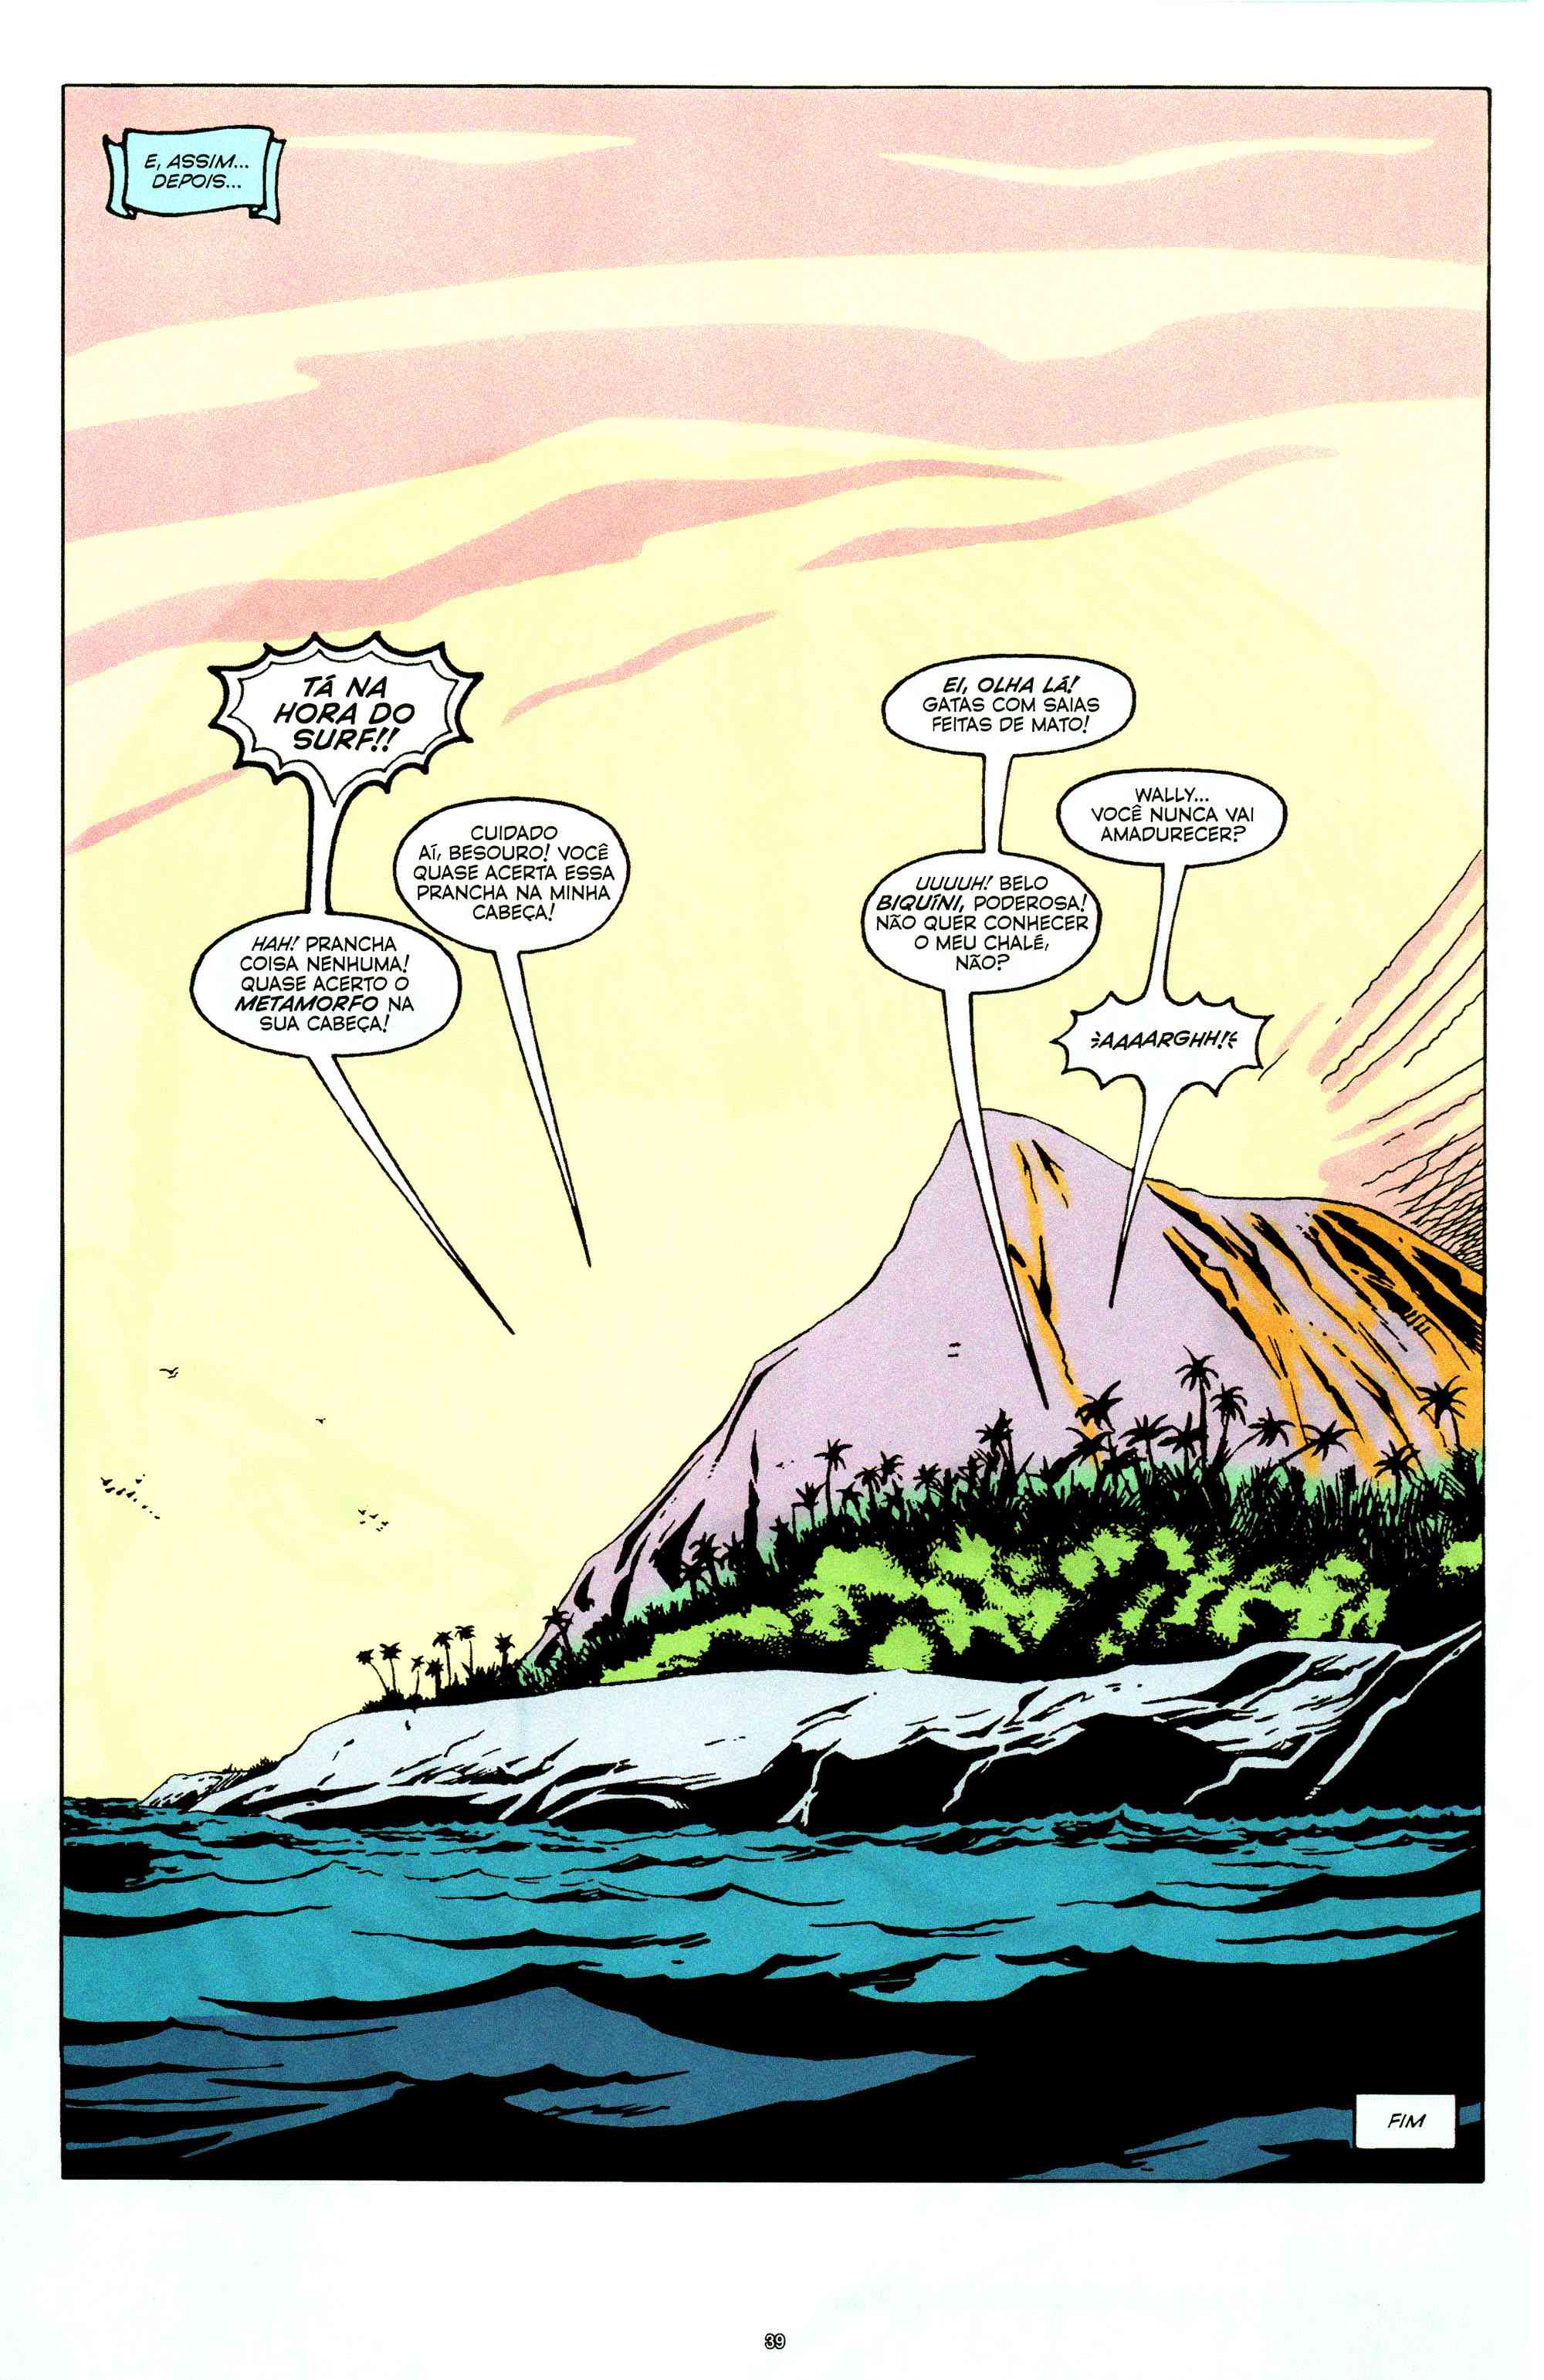 E, ASSIM...
DEPOIS...
TÁ NA
HORA DO
SURF!!
HAH! PRANCHA
COISA NENHUMA!
QUASE ACERTO O
METAMORFO NA
SUA CABEÇA!
CUIDADO
AÍ, BESOURO! VOCÊ
QUASE ACERTA ESSA
PRANCHA NA MINHA
CABEÇA!
EI, OLHA LÁ!
GATAS COM SAIAS
FEITAS DE MATO!
UUUUH! BELO
BIQUÍNI, PODEROSA!
NÃO QUER CONHECER
O MEU CHALÉ,
NÃO?
WALLY...
VOCÊ NUNCA VAI
AMADURECER?
AAAARGHH!
FIM
39